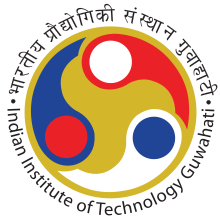 भारतीय प्रौद्योगिकी संस्थान गुवाहाटी
Indian Institute of Technology Guwahati